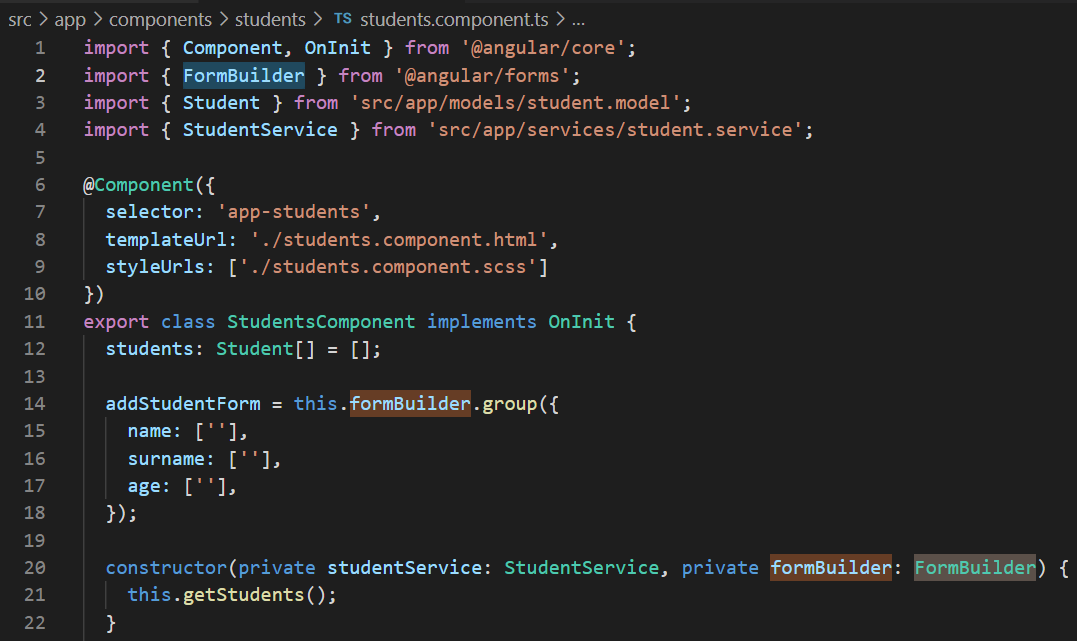 src > app > components > students > TS students.component.ts > ...
1 import { Component, OnInit } from '@angular/core';
2 import { FormBuilder } from '@angular/forms';
3 import { Student } from 'src/app/models/student.model';
4 import { StudentService } from 'src/app/services/student.service';
5
6 @Component({
7   selector: 'app-students',
8   templateUrl: './students.component.html',
9   styleUrls: ['./students.component.scss']
10 })
11 export class StudentsComponent implements OnInit {
12   students: Student[] = [];
13
14   addStudentForm = this.formBuilder.group({
15     name: [''],
16     surname: [''],
17     age: [''],
18   });
19
20   constructor(private studentService: StudentService, private formBuilder: FormBuilder) {
21     this.getStudents();
22   }